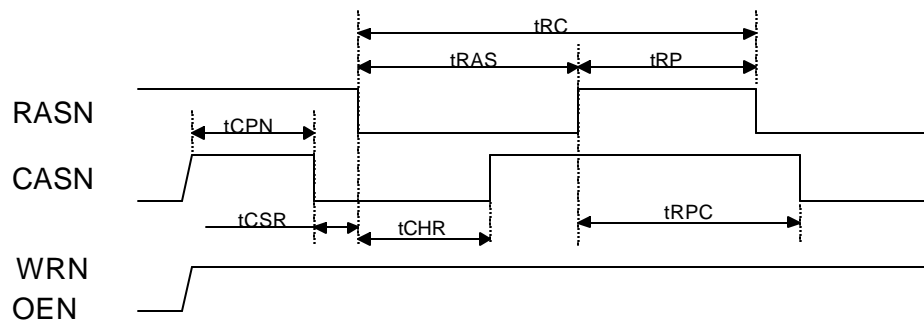 tRC
tRAS tRP
RASN
tCPN
CASN
tCSR tCHR tRPC
WRN
OEN